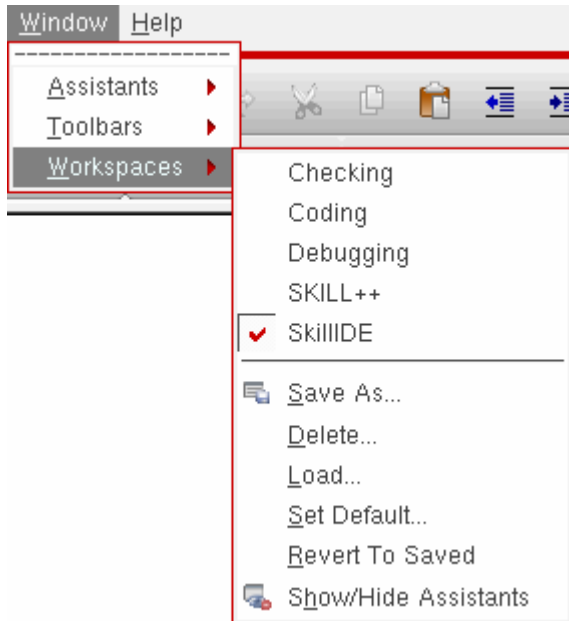 Window Help
Assistants
Toolbars
Workspaces
Checking
Coding
Debugging
SKILL++
SkillIDE
Save As...
Delete...
Load...
Set Default...
Revert To Saved
Show/Hide Assistants